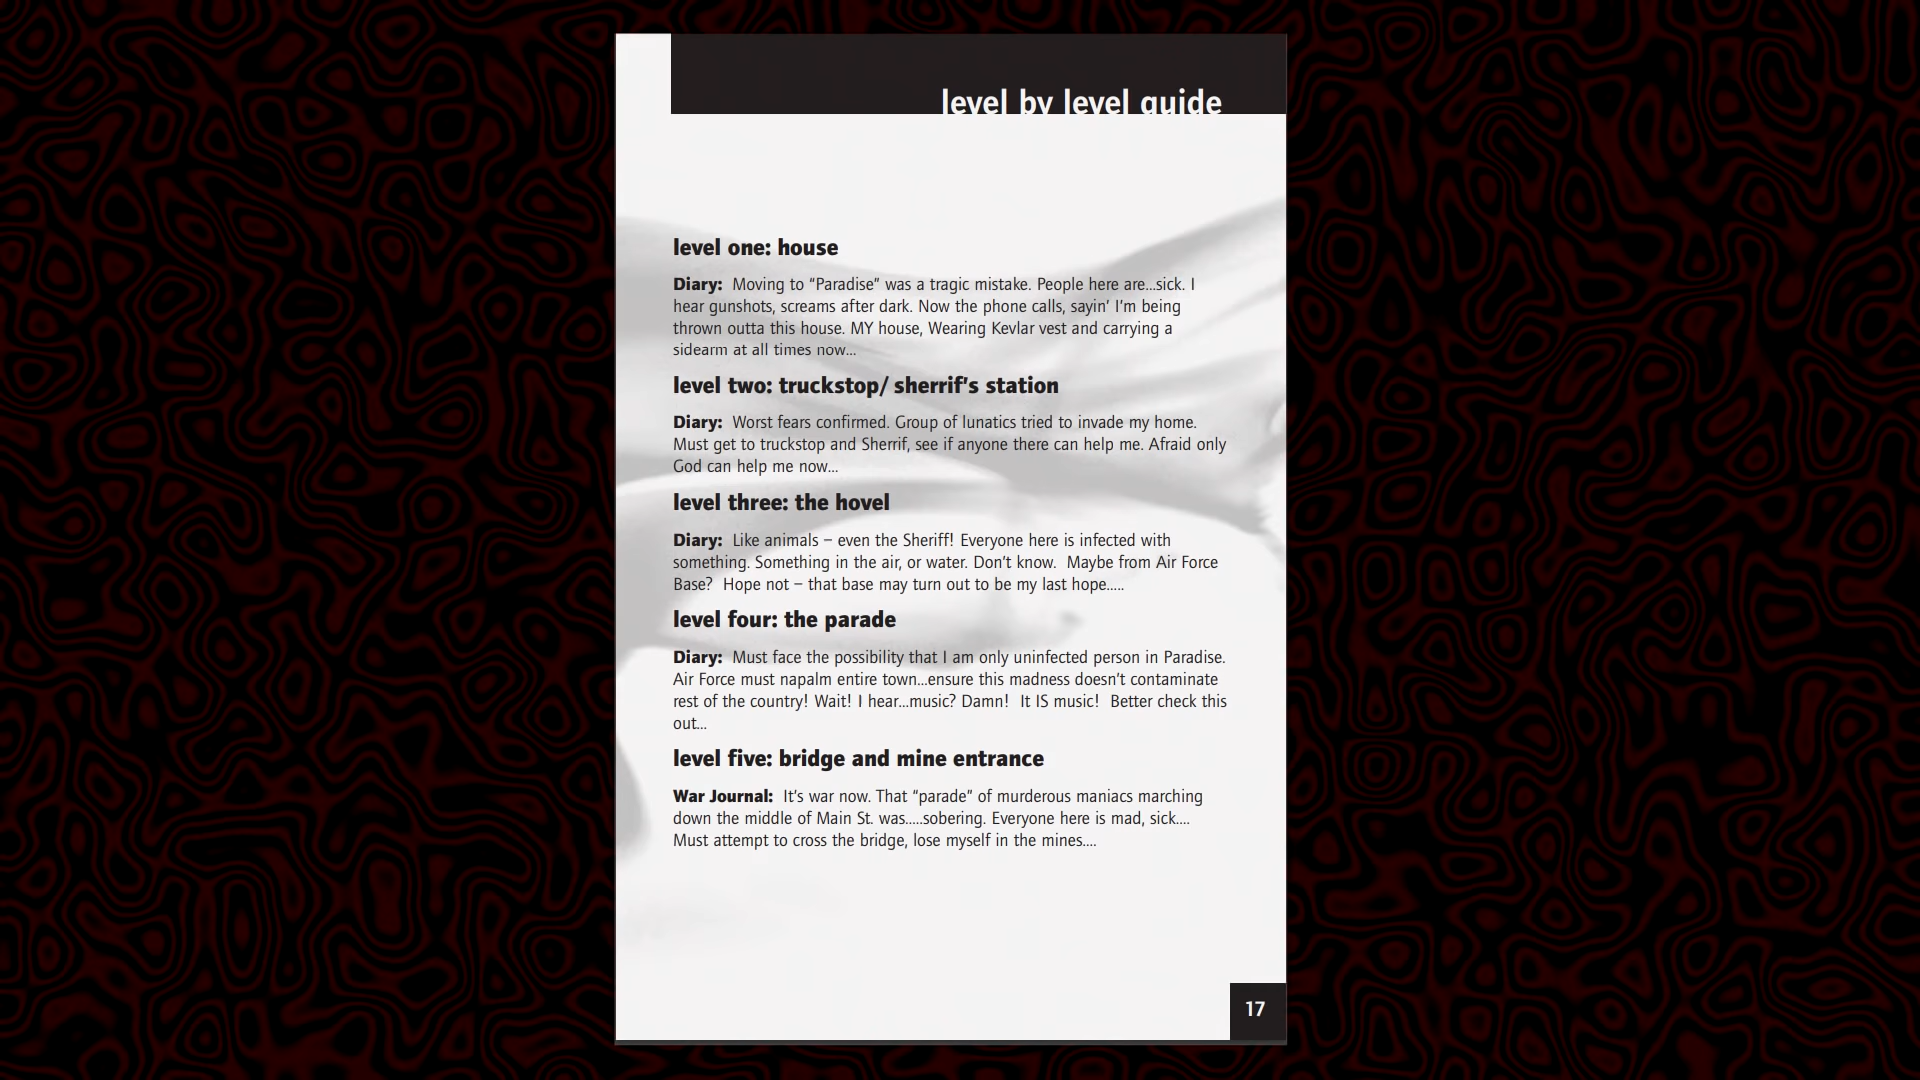 level by level guide
level one: house
Diary:  Moving to “Paradise” was a tragic mistake. People here are...sick. I
hear gunshots, screams after dark. Now the phone calls, sayin’ I’m being
thrown outta this house. MY house, Wearing Kevlar vest and carrying a
sidearm at all times now...
level two: truckstop/ sherrif’s station
Diary:  Worst fears confirmed. Group of lunatics tried to invade my home.
Must get to truckstop and Sherrif, see if anyone there can help me. Afraid only
God can help me now...
level three: the hovel
Diary:  Like animals – even the Sheriff! Everyone here is infected with
something. Something in the air, or water. Don’t know.  Maybe from Air Force
Base?  Hope not – that base may turn out to be my last hope.....
level four: the parade
Diary:  Must face the possibility that I am only uninfected person in Paradise.
Air Force must napalm entire town...ensure this madness doesn’t contaminate
rest of the country! Wait! I hear...music? Damn!  It IS music!  Better check this
out...
level five: bridge and mine entrance
War Journal:  It’s war now. That “parade” of murderous maniacs marching
down the middle of Main St. was.....sobering. Everyone here is mad, sick....
Must attempt to cross the bridge, lose myself in the mines....
17